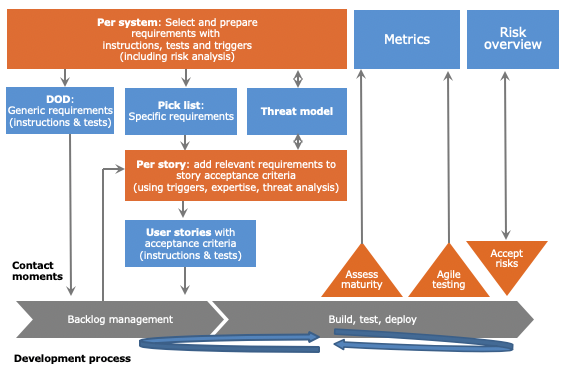 Per system: Select and prepare
requirements with
instructions, tests and triggers
(including risk analysis)
Metrics
Risk
overview
DOD:
Generic requirements
(instructions & tests)
Pick list:
Specific requirements
Threat model
Per story: add relevant requirements to
story acceptance criteria
(using triggers, expertise, threat analysis)
User stories with
acceptance criteria
(instructions & tests)
Contact
moments
Assess
maturity
Agile
testing
Accept
risks
Backlog management
Build, test, deploy
Development process